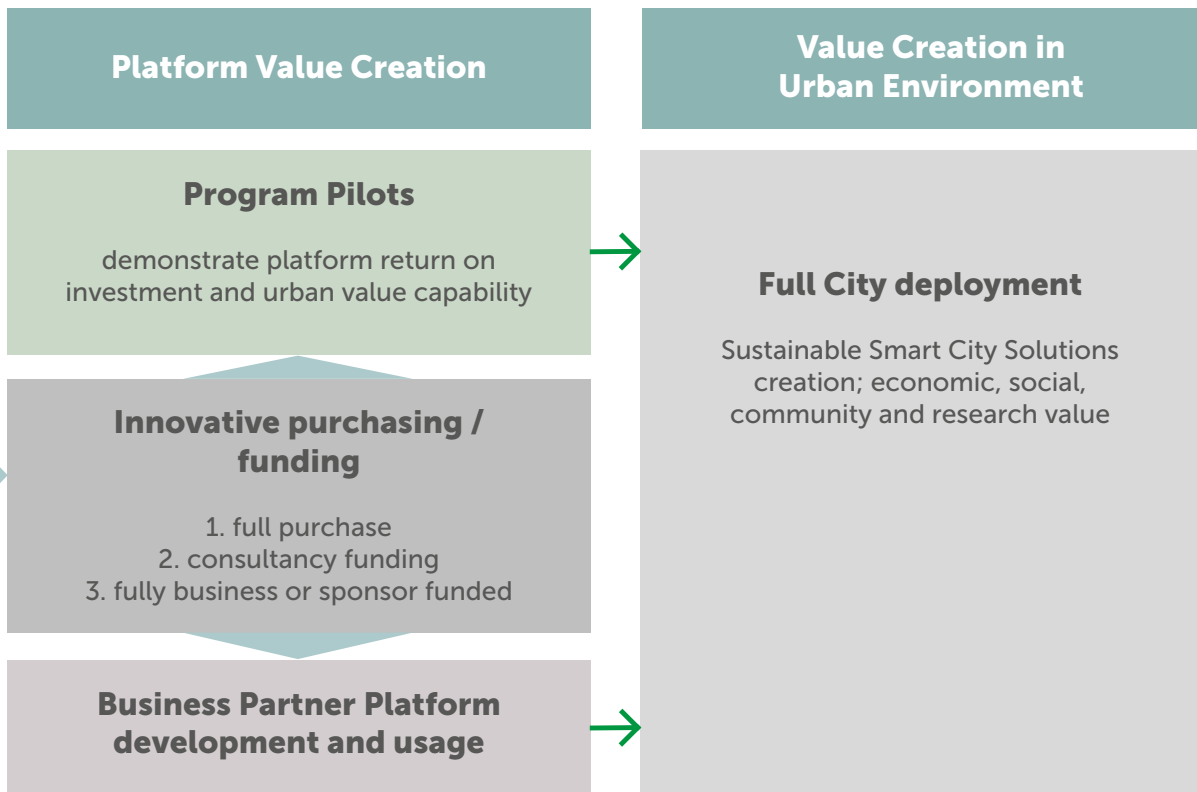 Platform Value Creation
Program Pilots
demonstrate platform return on
investment and urban value capability
Innovative purchasing /
funding
1. full purchase
2. consultancy funding
3. fully business or sponsor funded
Business Partner Platform
development and usage
Value Creation in
Urban Environment
Full City deployment
Sustainable Smart City Solutions
creation; economic, social,
community and research value